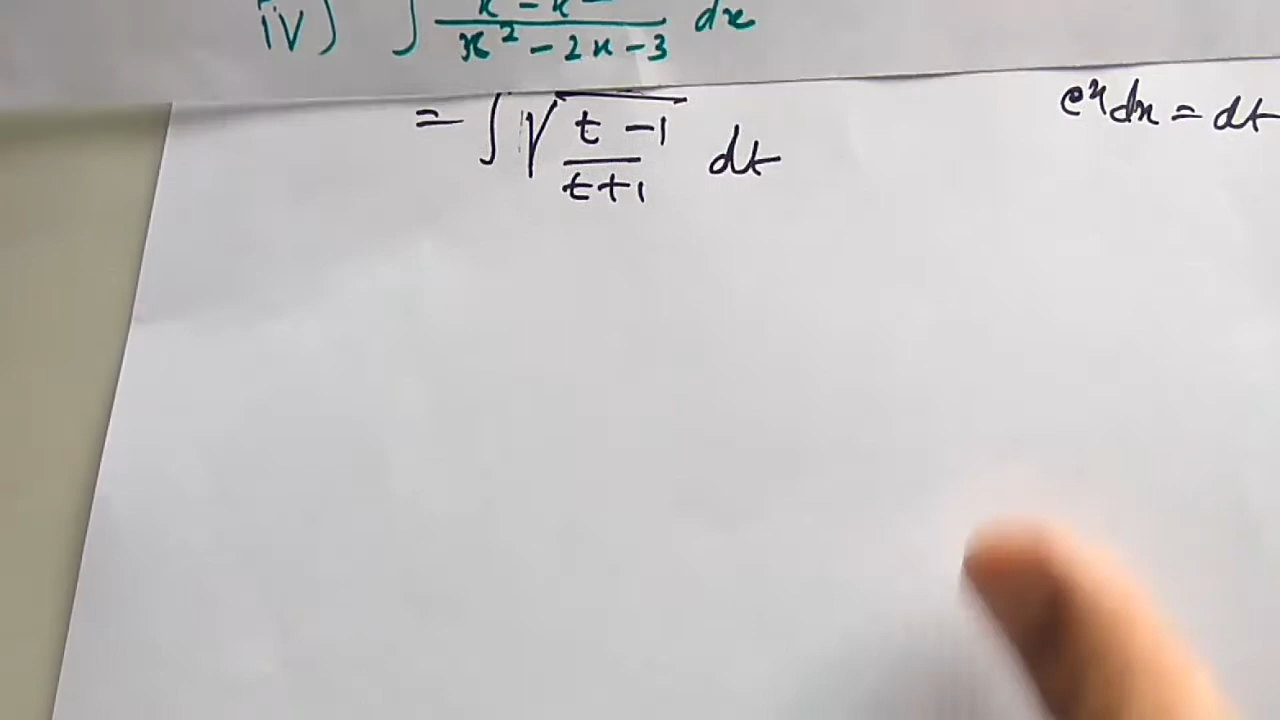 iv) ∫ x - x / x² - 2x - 3 dx
= ∫ √ t - 1 / t + 1 dt
eˣdx = dt